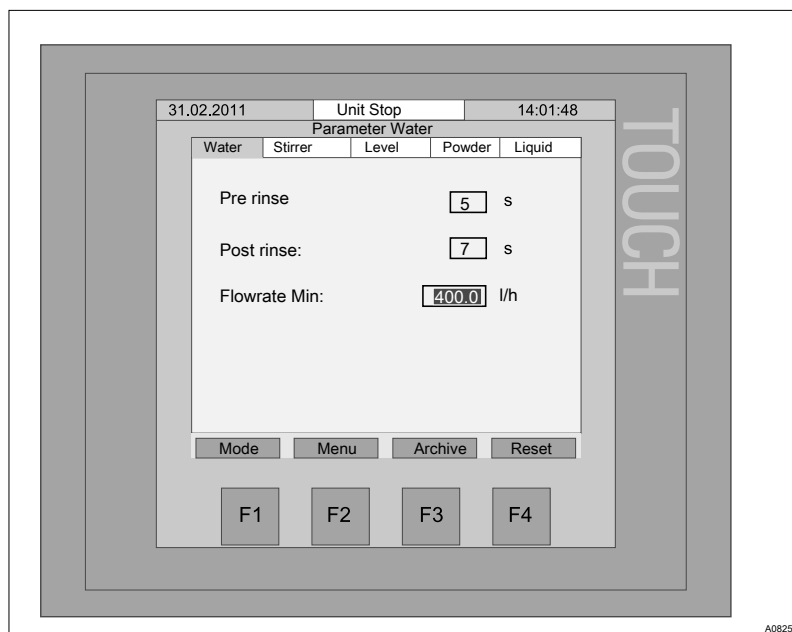 31.02.2011 Unit Stop 14:01:48
Parameter Water
Water Stirrer Level Powder Liquid
Pre rinse 5 s
Post rinse: 7 s
Flowrate Min: 400.0 l/h
Mode Menu Archive Reset
F1 F2 F3 F4
TOUCH
A0825